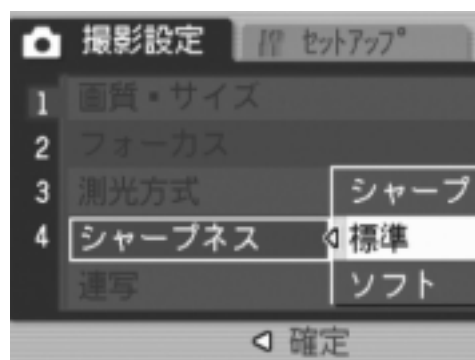 撮影設定 セットアップ
1 画質・サイズ
2 フォーカス
3 測光方式 シャープ
4 シャープネス 標準
連写 ソフト
確定